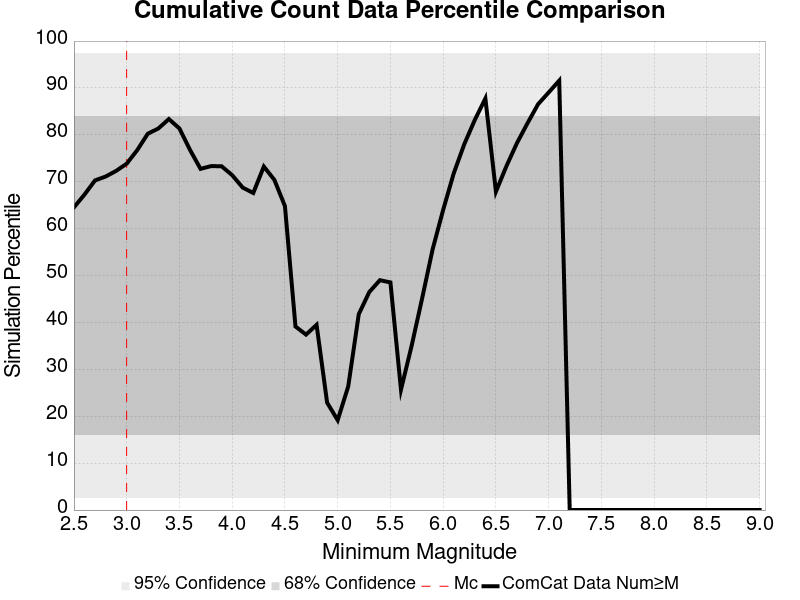 Cumulative Count Data Percentile Comparison
Simulation Percentile
100
90
80
70
60
50
40
30
20
10
0
2.5 3.0 3.5 4.0 4.5 5.0 5.5 6.0 6.5 7.0 7.5 8.0 8.5 9.0
Minimum Magnitude
95% Confidence 68% Confidence Mc ComCat Data Num≥M